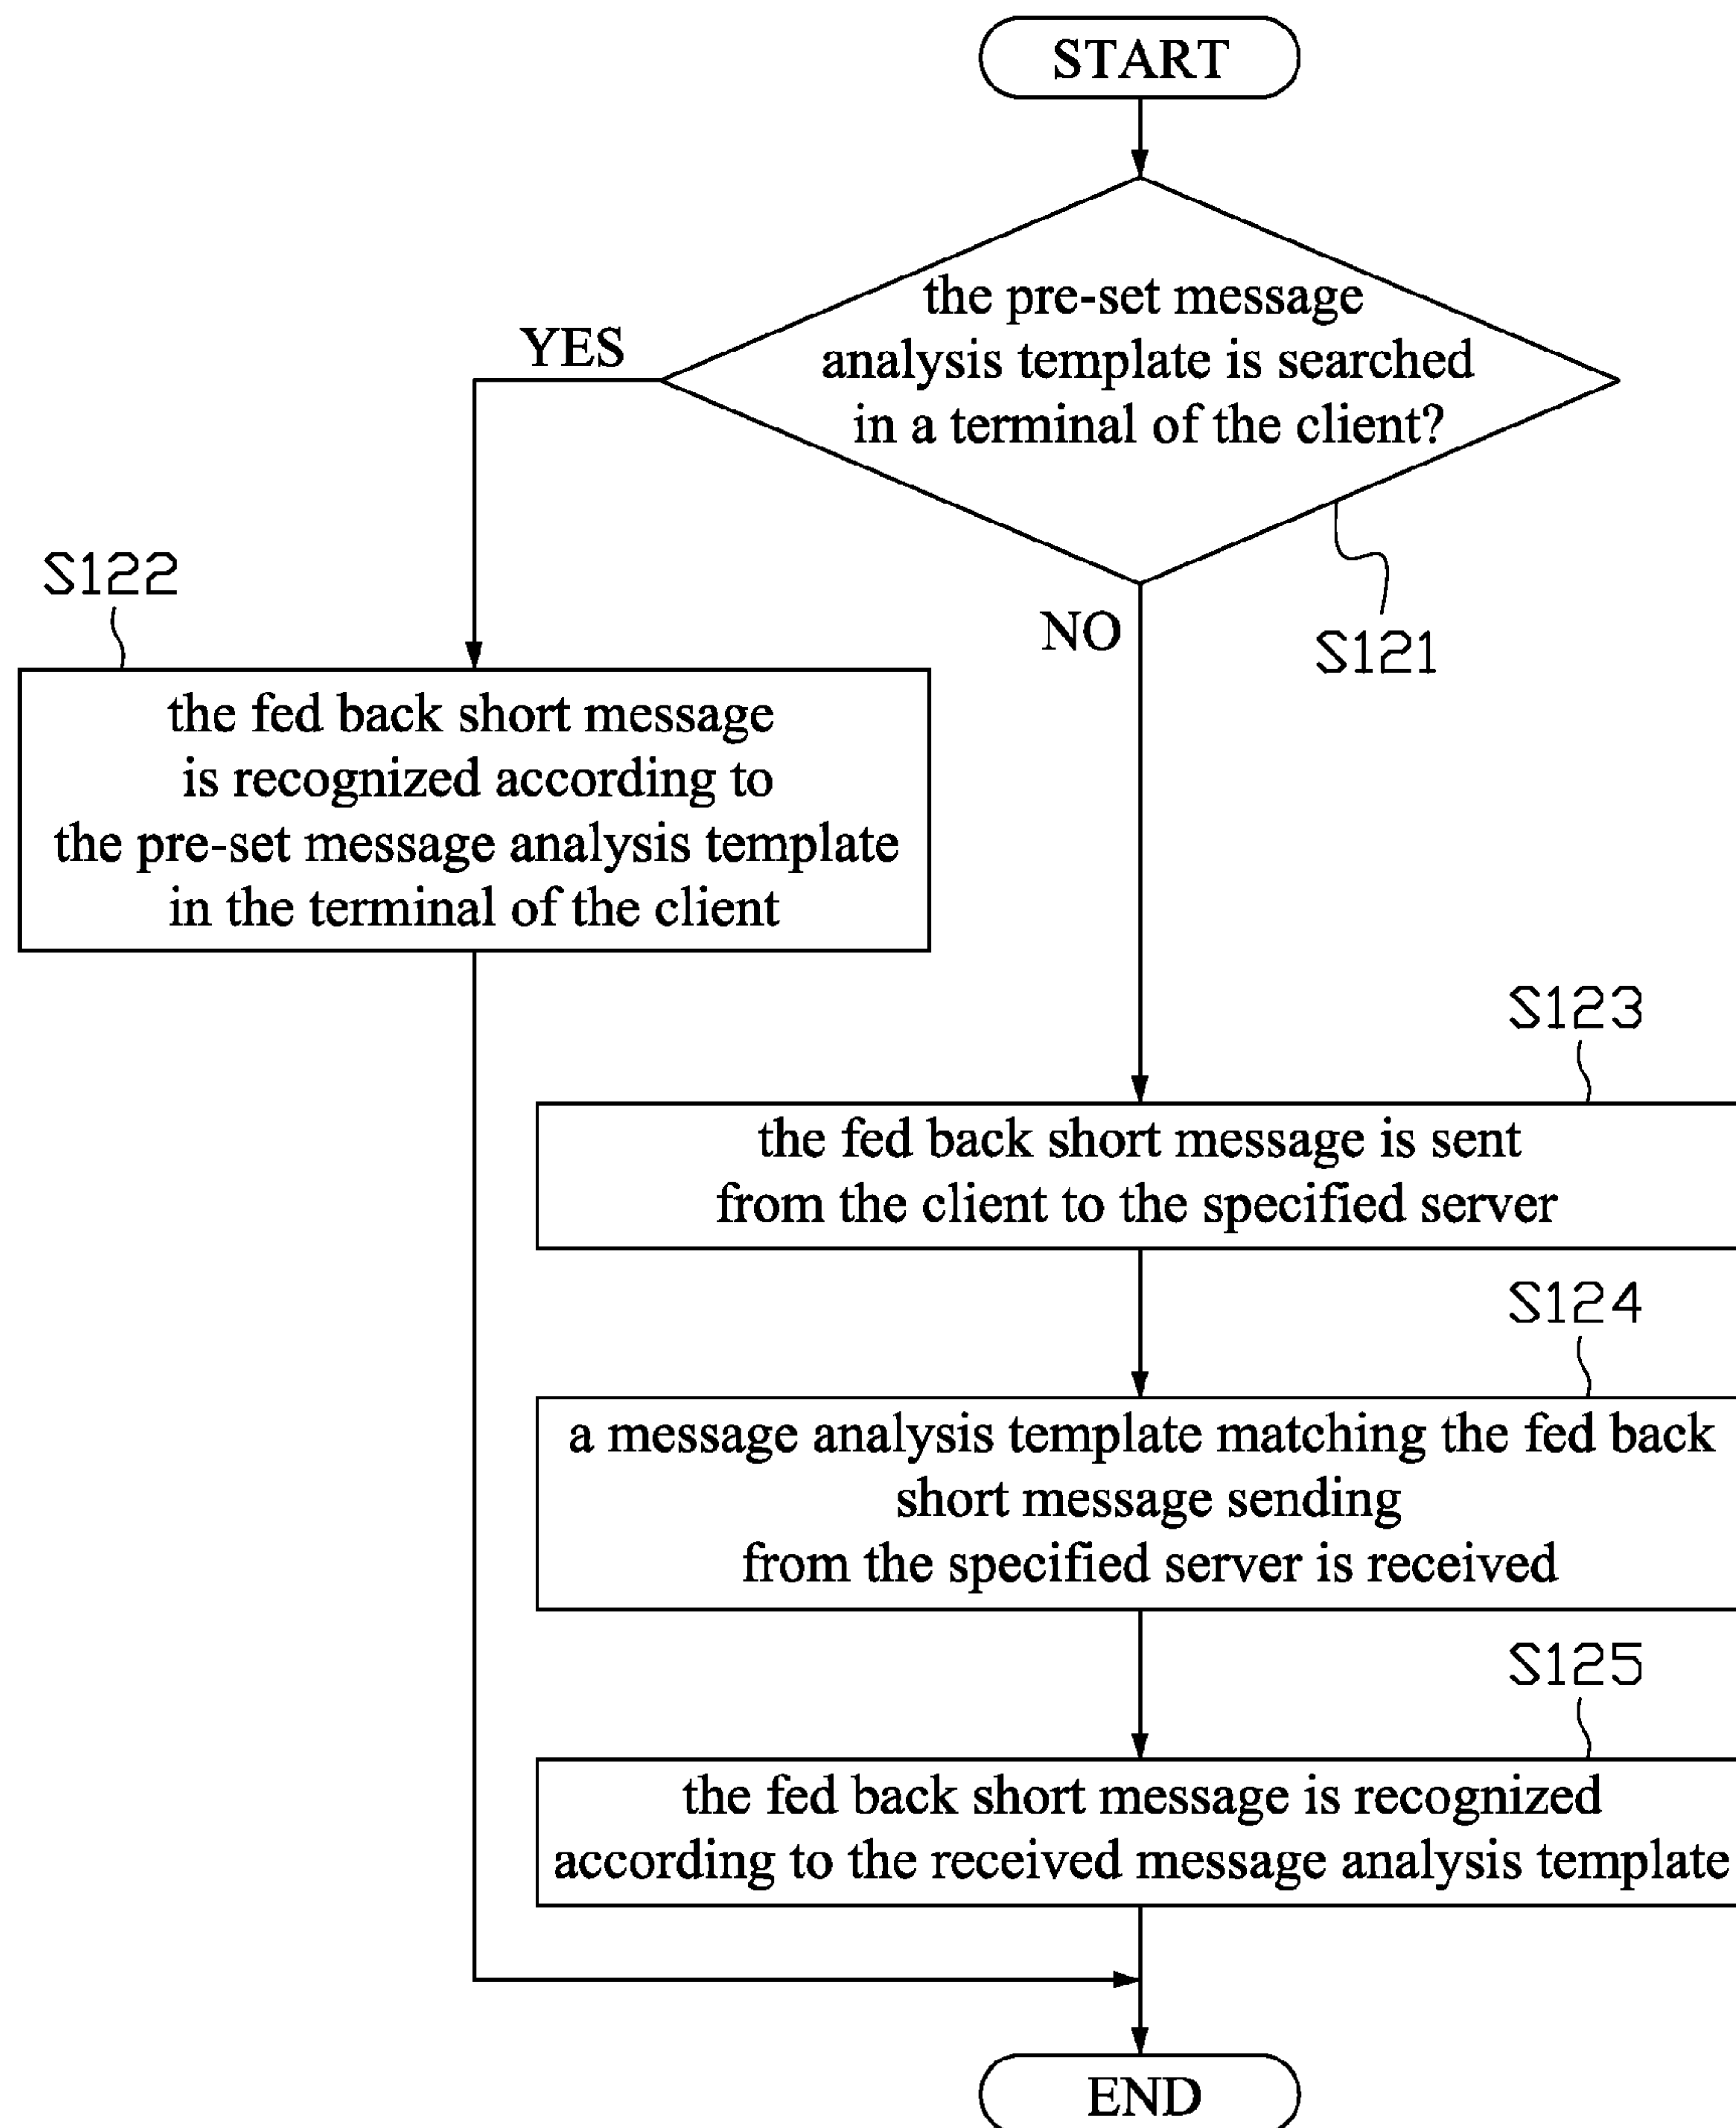 START
the pre-set message
analysis template is searched
in a terminal of the client?
YES
NO
S121
S122
the fed back short message
is recognized according to
the pre-set message analysis template
in the terminal of the client
S123
the fed back short message is sent
from the client to the specified server
S124
a message analysis template matching the fed back
short message sending
from the specified server is received
S125
the fed back short message is recognized
according to the received message analysis template
END